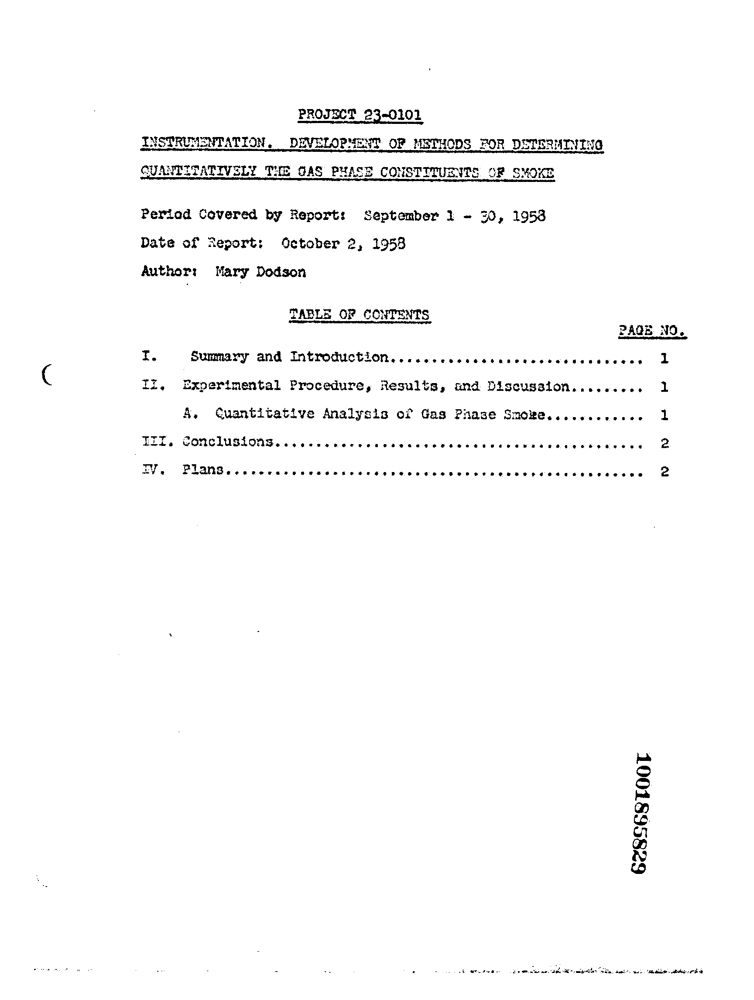 PROJECT 23-0101
INSTRUMENTATION. DEVELOPMENT OF METHODS FOR DETERMINING
QUANTITATIVELY THE GAS PHASE CONSTITUENTS OF SMOKE
Period Covered by Report: September 1 - 30, 1958
Date of Report: October 2, 1958
Author: Mary Dodson
TABLE OF CONTENTS
PAGE NO.
I. Summary and Introduction............................... 1
II. Experimental Procedure, Results, and Discussion......... 1
A. Quantitative Analysis of Gas Phase Smoke............ 1
III. Conclusions............................................. 2
IV. Plans................................................... 2
1001895829